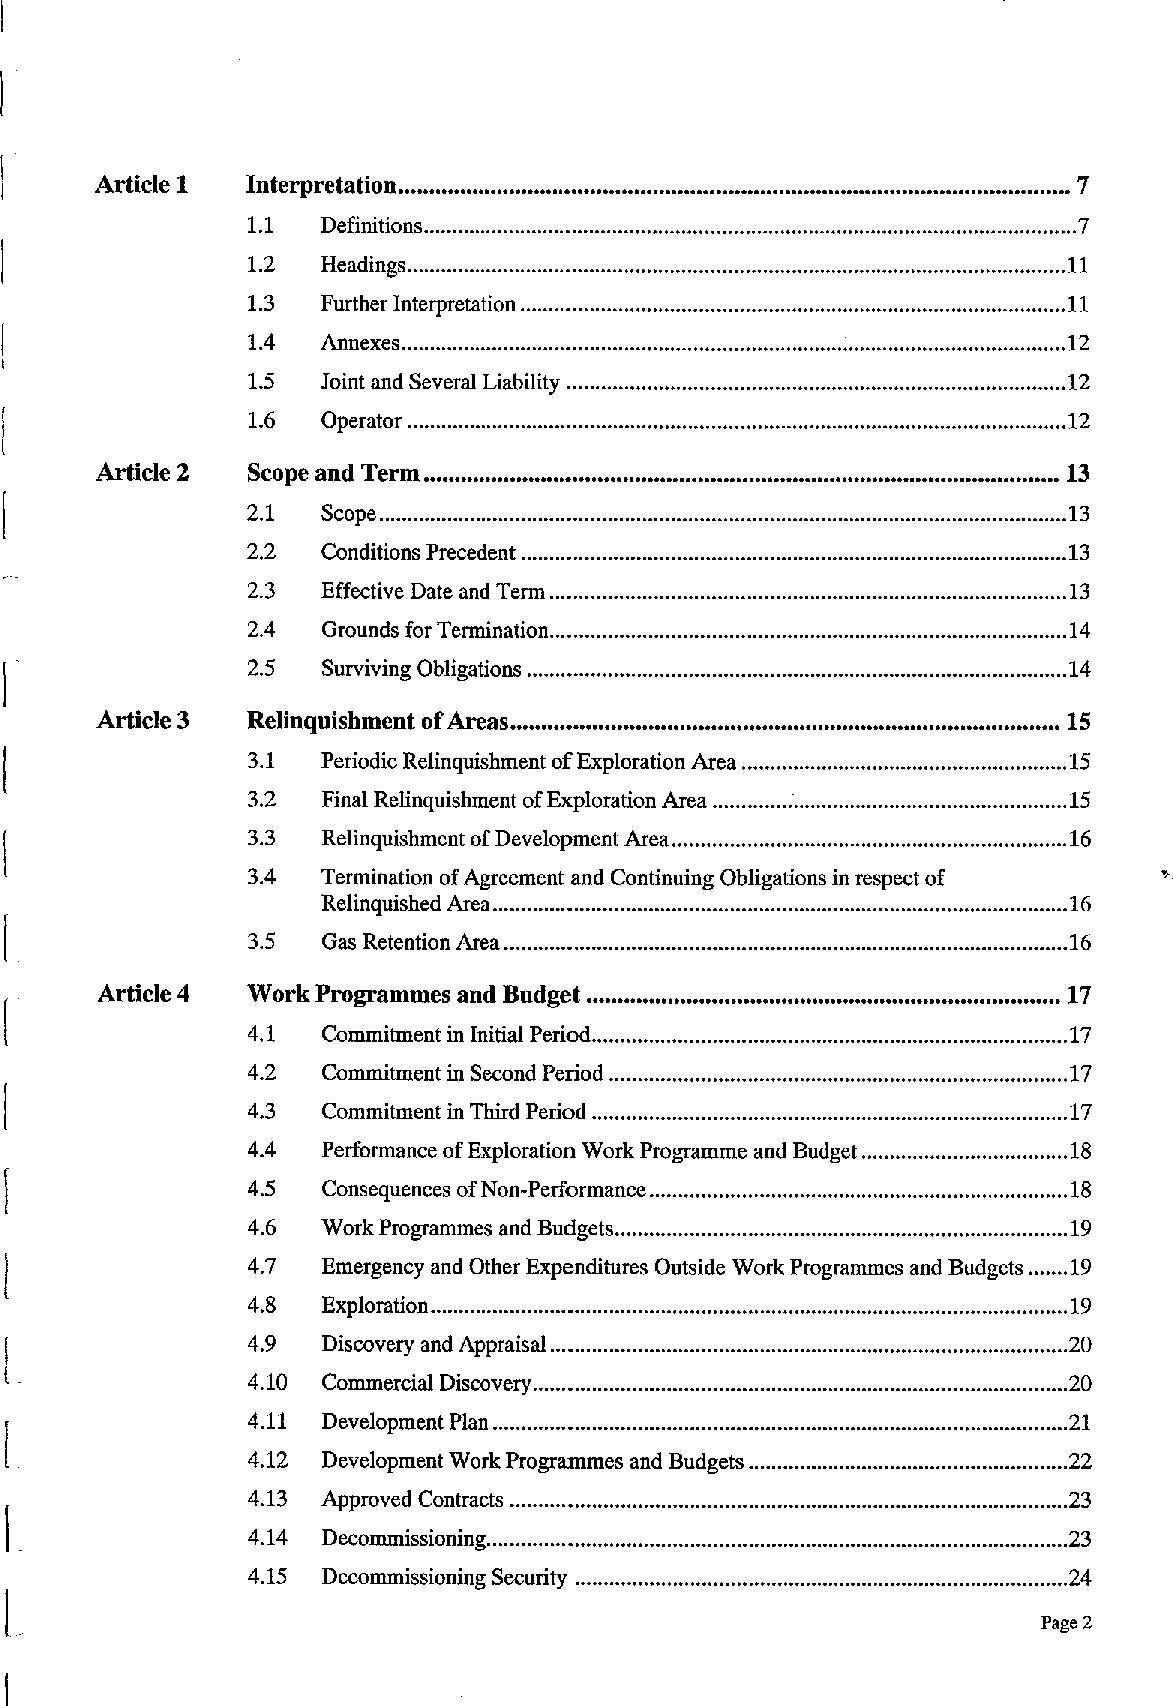 Article 1 Interpretation 7
1.1 Definitions 7
1.2 Headings 11
1.3 Further Interpretation 11
1.4 Annexes 12
1.5 Joint and Several Liability 12
1.6 Operator 12
Article 2 Scope and Term 13
2.1 Scope 13
2.2 Conditions Precedent 13
2.3 Effective Date and Term 13
2.4 Grounds for Termination 14
2.5 Surviving Obligations 14
Article 3 Relinquishment of Areas 15
3.1 Periodic Relinquishment of Exploration Area 15
3.2 Final Relinquishment of Exploration Area 15
3.3 Relinquishment of Development Area 16
3.4 Termination of Agreement and Continuing Obligations in respect of
Relinquished Area 16
3.5 Gas Retention Area 16
Article 4 Work Programmes and Budget 17
4.1 Commitment in Initial Period 17
4.2 Commitment in Second Period 17
4.3 Commitment in Third Period 17
4.4 Performance of Exploration Work Programme and Budget 18
4.5 Consequences of Non-Performance 18
4.6 Work Programmes and Budgets 19
4.7 Emergency and Other Expenditures Outside Work Programmes and Budgets 19
4.8 Exploration 19
4.9 Discovery and Appraisal 20
4.10 Commercial Discovery 20
4.11 Development Plan 21
4.12 Development Work Programmes and Budgets 22
4.13 Approved Contracts 23
4.14 Decommissioning 23
4.15 Decommissioning Security 24
Page 2